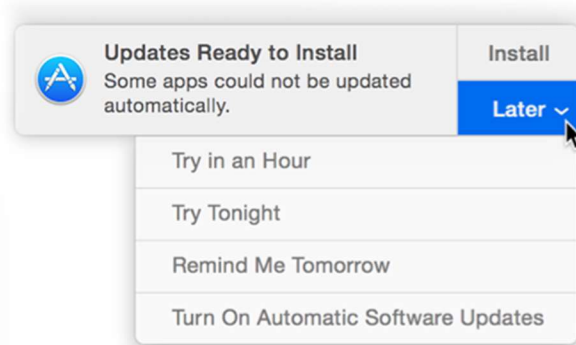 Updates Ready to Install
Some apps could not be updated
automatically.
Install
Later
Try in an Hour
Try Tonight
Remind Me Tomorrow
Turn On Automatic Software Updates